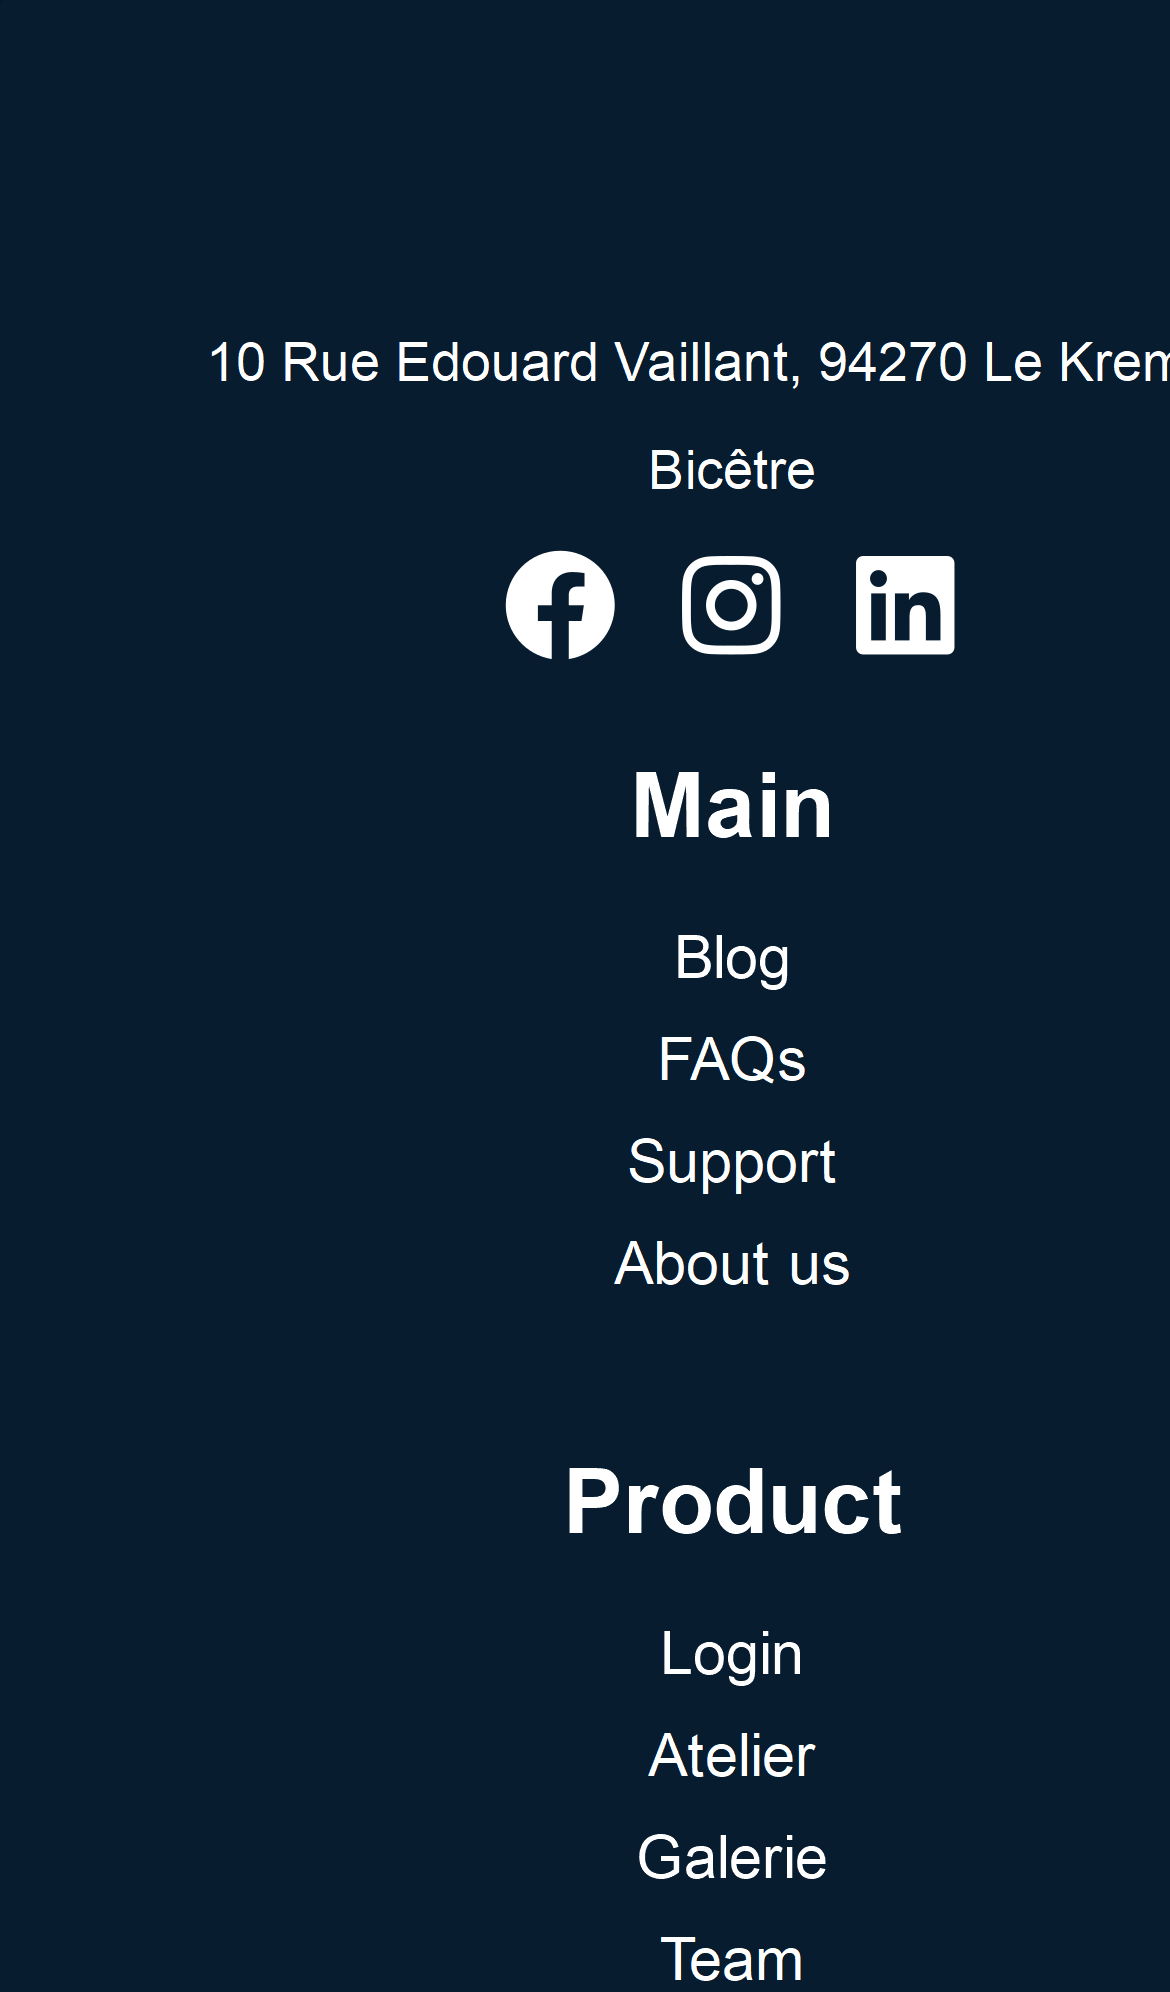 10 Rue Edouard Vaillant, 94270 Le Krem
Bicêtre
Main
Blog
FAQs
Support
About us
Product
Login
Atelier
Galerie
Team